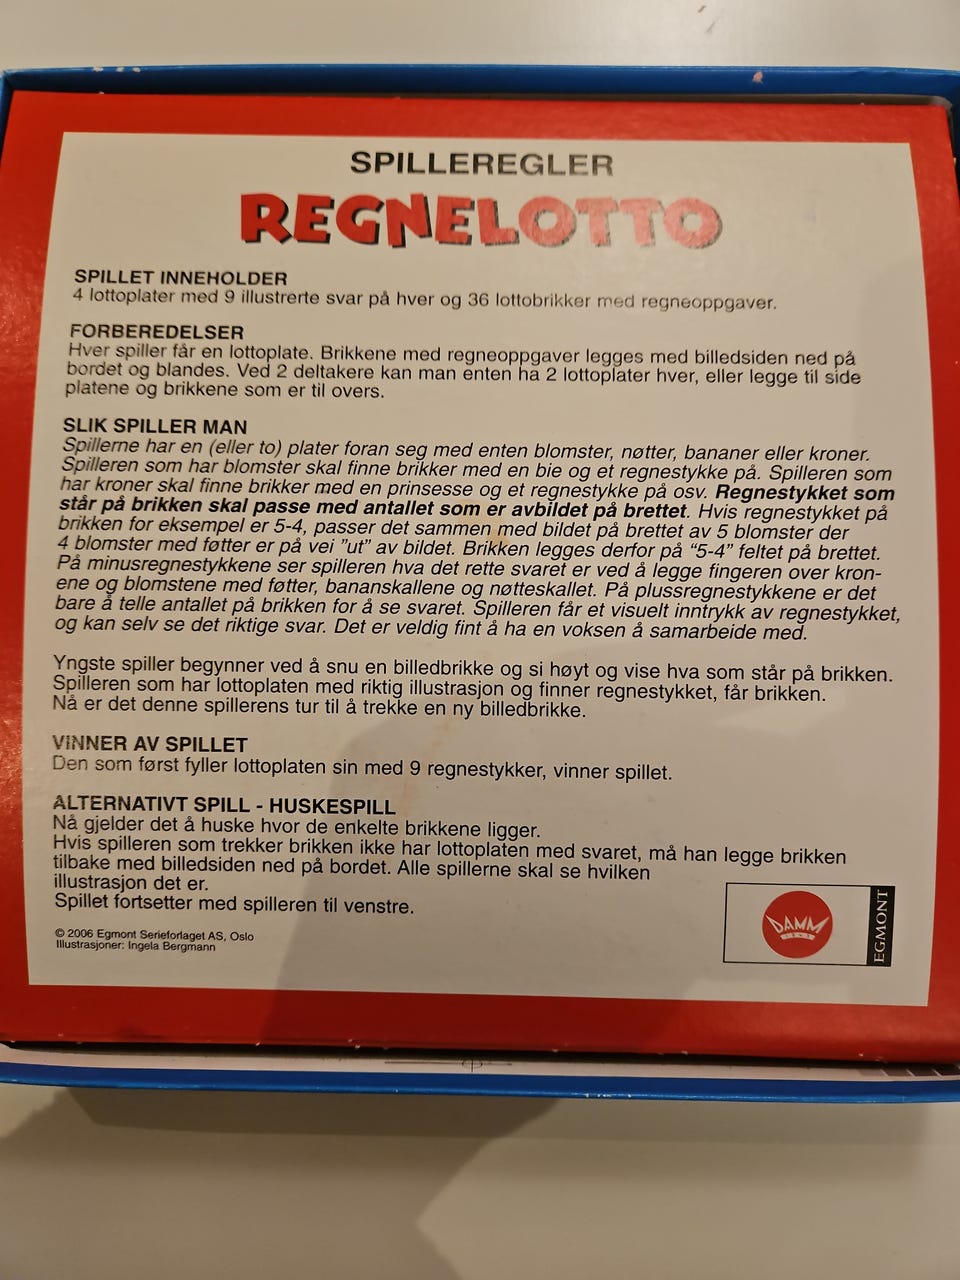 SPILLEREGLER
REGNELOTTO
SPILLET INNEHOLDER
4 lottoplater med 9 illustrerte svar på hver og 36 lottobrikker med regneoppgaver.
FORBEREDELSER
Hver spiller får en lottoplate. Brikkene med regneoppgaver legges med billedsiden ned på
bordet og blandes. Ved 2 deltakere kan man enten ha 2 lottoplater hver, eller legge til side
platene og brikkene som er til overs.
SLIK SPILLER MAN
Spillerne har en (eller to) plater foran seg med enten blomster, nøtter, bananer eller kroner.
Spilleren som har blomster skal finne brikker med en bie og et regnestykke på. Spilleren som
har kroner skal finne brikker med en prinsesse og et regnestykke på osv. Regnestykket som
står på brikken skal passe med antallet som er avbildet på brettet. Hvis regnestykket på
brikken for eksempel er 5-4, passer det sammen med bildet på brettet av 5 blomster der
4 blomster med føtter er på vei ”ut” av bildet. Brikken legges derfor på “5-4” feltet på brettet.
På minusregnestykkene ser spilleren hva det rette svaret er ved å legge fingeren over kron-
ene og blomstene med føtter, bananskallene og nøtteskallet. På plussregnestykkene er det
bare å telle antallet på brikken for å se svaret. Spilleren får et visuelt inntrykk av regnestykket,
og kan selv se det riktige svar. Det er veldig fint å ha en voksen å samarbeide med.
Yngste spiller begynner ved å snu en billedbrikke og si høyt og vise hva som står på brikken.
Spilleren som har lottoplaten med riktig illustrasjon og finner regnestykket, får brikken.
Nå er det denne spillerens tur til å trekke en ny billedbrikke.
VINNER AV SPILLET
Den som først fyller lottoplaten sin med 9 regnestykker, vinner spillet.
ALTERNATIVT SPILL - HUSKESPILL
Nå gjelder det å huske hvor de enkelte brikkene ligger.
Hvis spilleren som trekker brikken ikke har lottoplaten med svaret, må han legge brikken
tilbake med billedsiden ned på bordet. Alle spillerne skal se hvilken
illustrasjon det er.
Spillet fortsetter med spilleren til venstre.
© 2006 Egmont Serieforlaget AS, Oslo
Illustrasjoner: Ingela Bergmann
DAMM
EGMONT